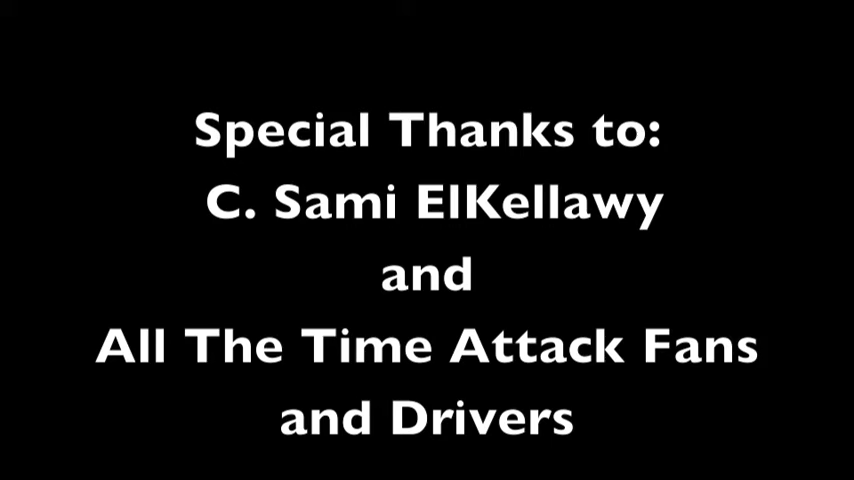 Special Thanks to:
C. Sami ElKellawy
and
All The Time Attack Fans
and Drivers